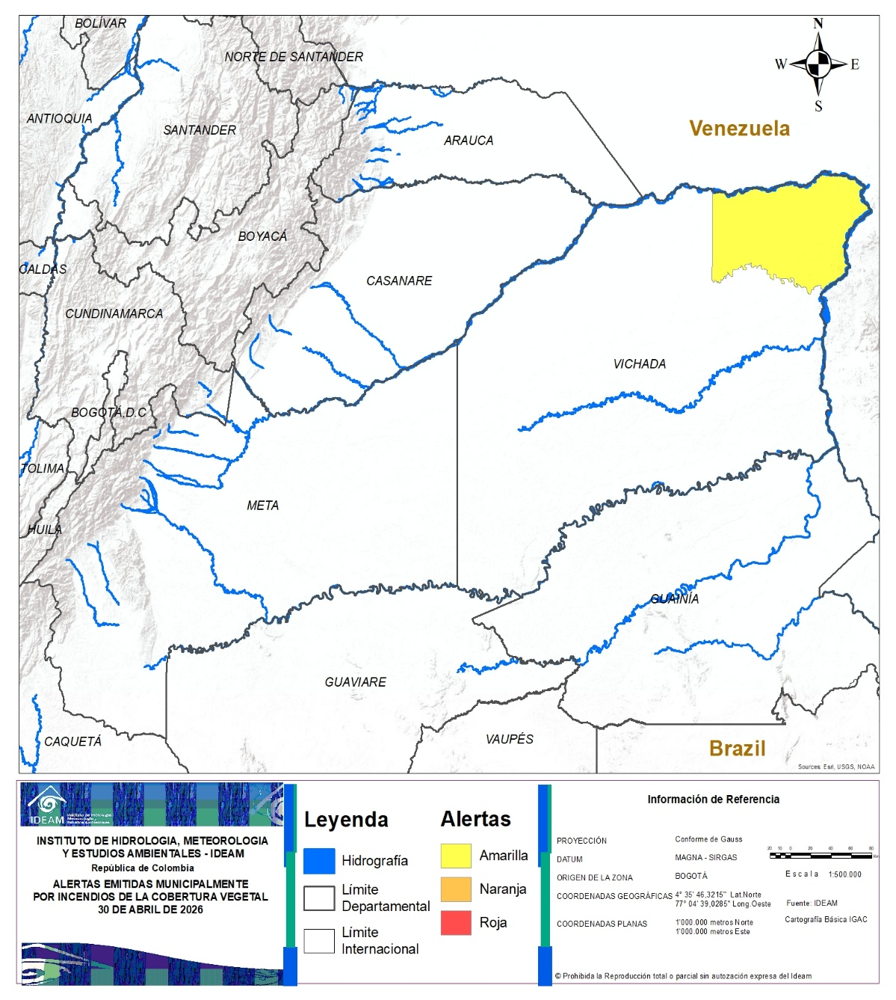 BOLÍVAR
NORTE DE SANTANDER
N
W
E
S
ANTIOQUIA
SANTANDER
ARAUCA
Venezuela
BOYACÁ
CALDAS
CASANARE
CUNDINAMARCA
VICHADA
BOGOTÁ,D.C
TOLIMA
META
HUILA
GUAINÍA
GUAVIARE
CAQUETÁ
VAUPÉS
Brazil
Sources: Esri, USGS, NOAA
IDEAM
INSTITUTO DE HIDROLOGIA, METEOROLOGIA
Y ESTUDIOS AMBIENTALES - IDEAM
República de Colombia
ALERTAS EMITIDAS MUNICIPALMENTE
POR INCENDIOS DE LA COBERTURA VEGETAL
30 DE ABRIL DE 2026
Leyenda
Hidrografía
Límite
Departamental
Límite
Internacional
Alertas
Amarilla
Naranja
Roja
Información de Referencia
PROYECCIÓN Conforme de Gauss
DATUM MAGNA - SIRGAS
ORIGEN DE LA ZONA BOGOTÁ
COORDENADAS GEOGRÁFICAS 4° 35' 46,3215" Lat.Norte
77° 04' 39,0285" Long.Oeste
COORDENADAS PLANAS 1'000.000 metros Norte
1'000.000 metros Este
20 10 0 20 40 60 80
Km
Escala 1:500.000
Fuente: IDEAM
Cartografía Básica IGAC
© Prohibida la Reproducción total o parcial sin autozación expresa del Ideam